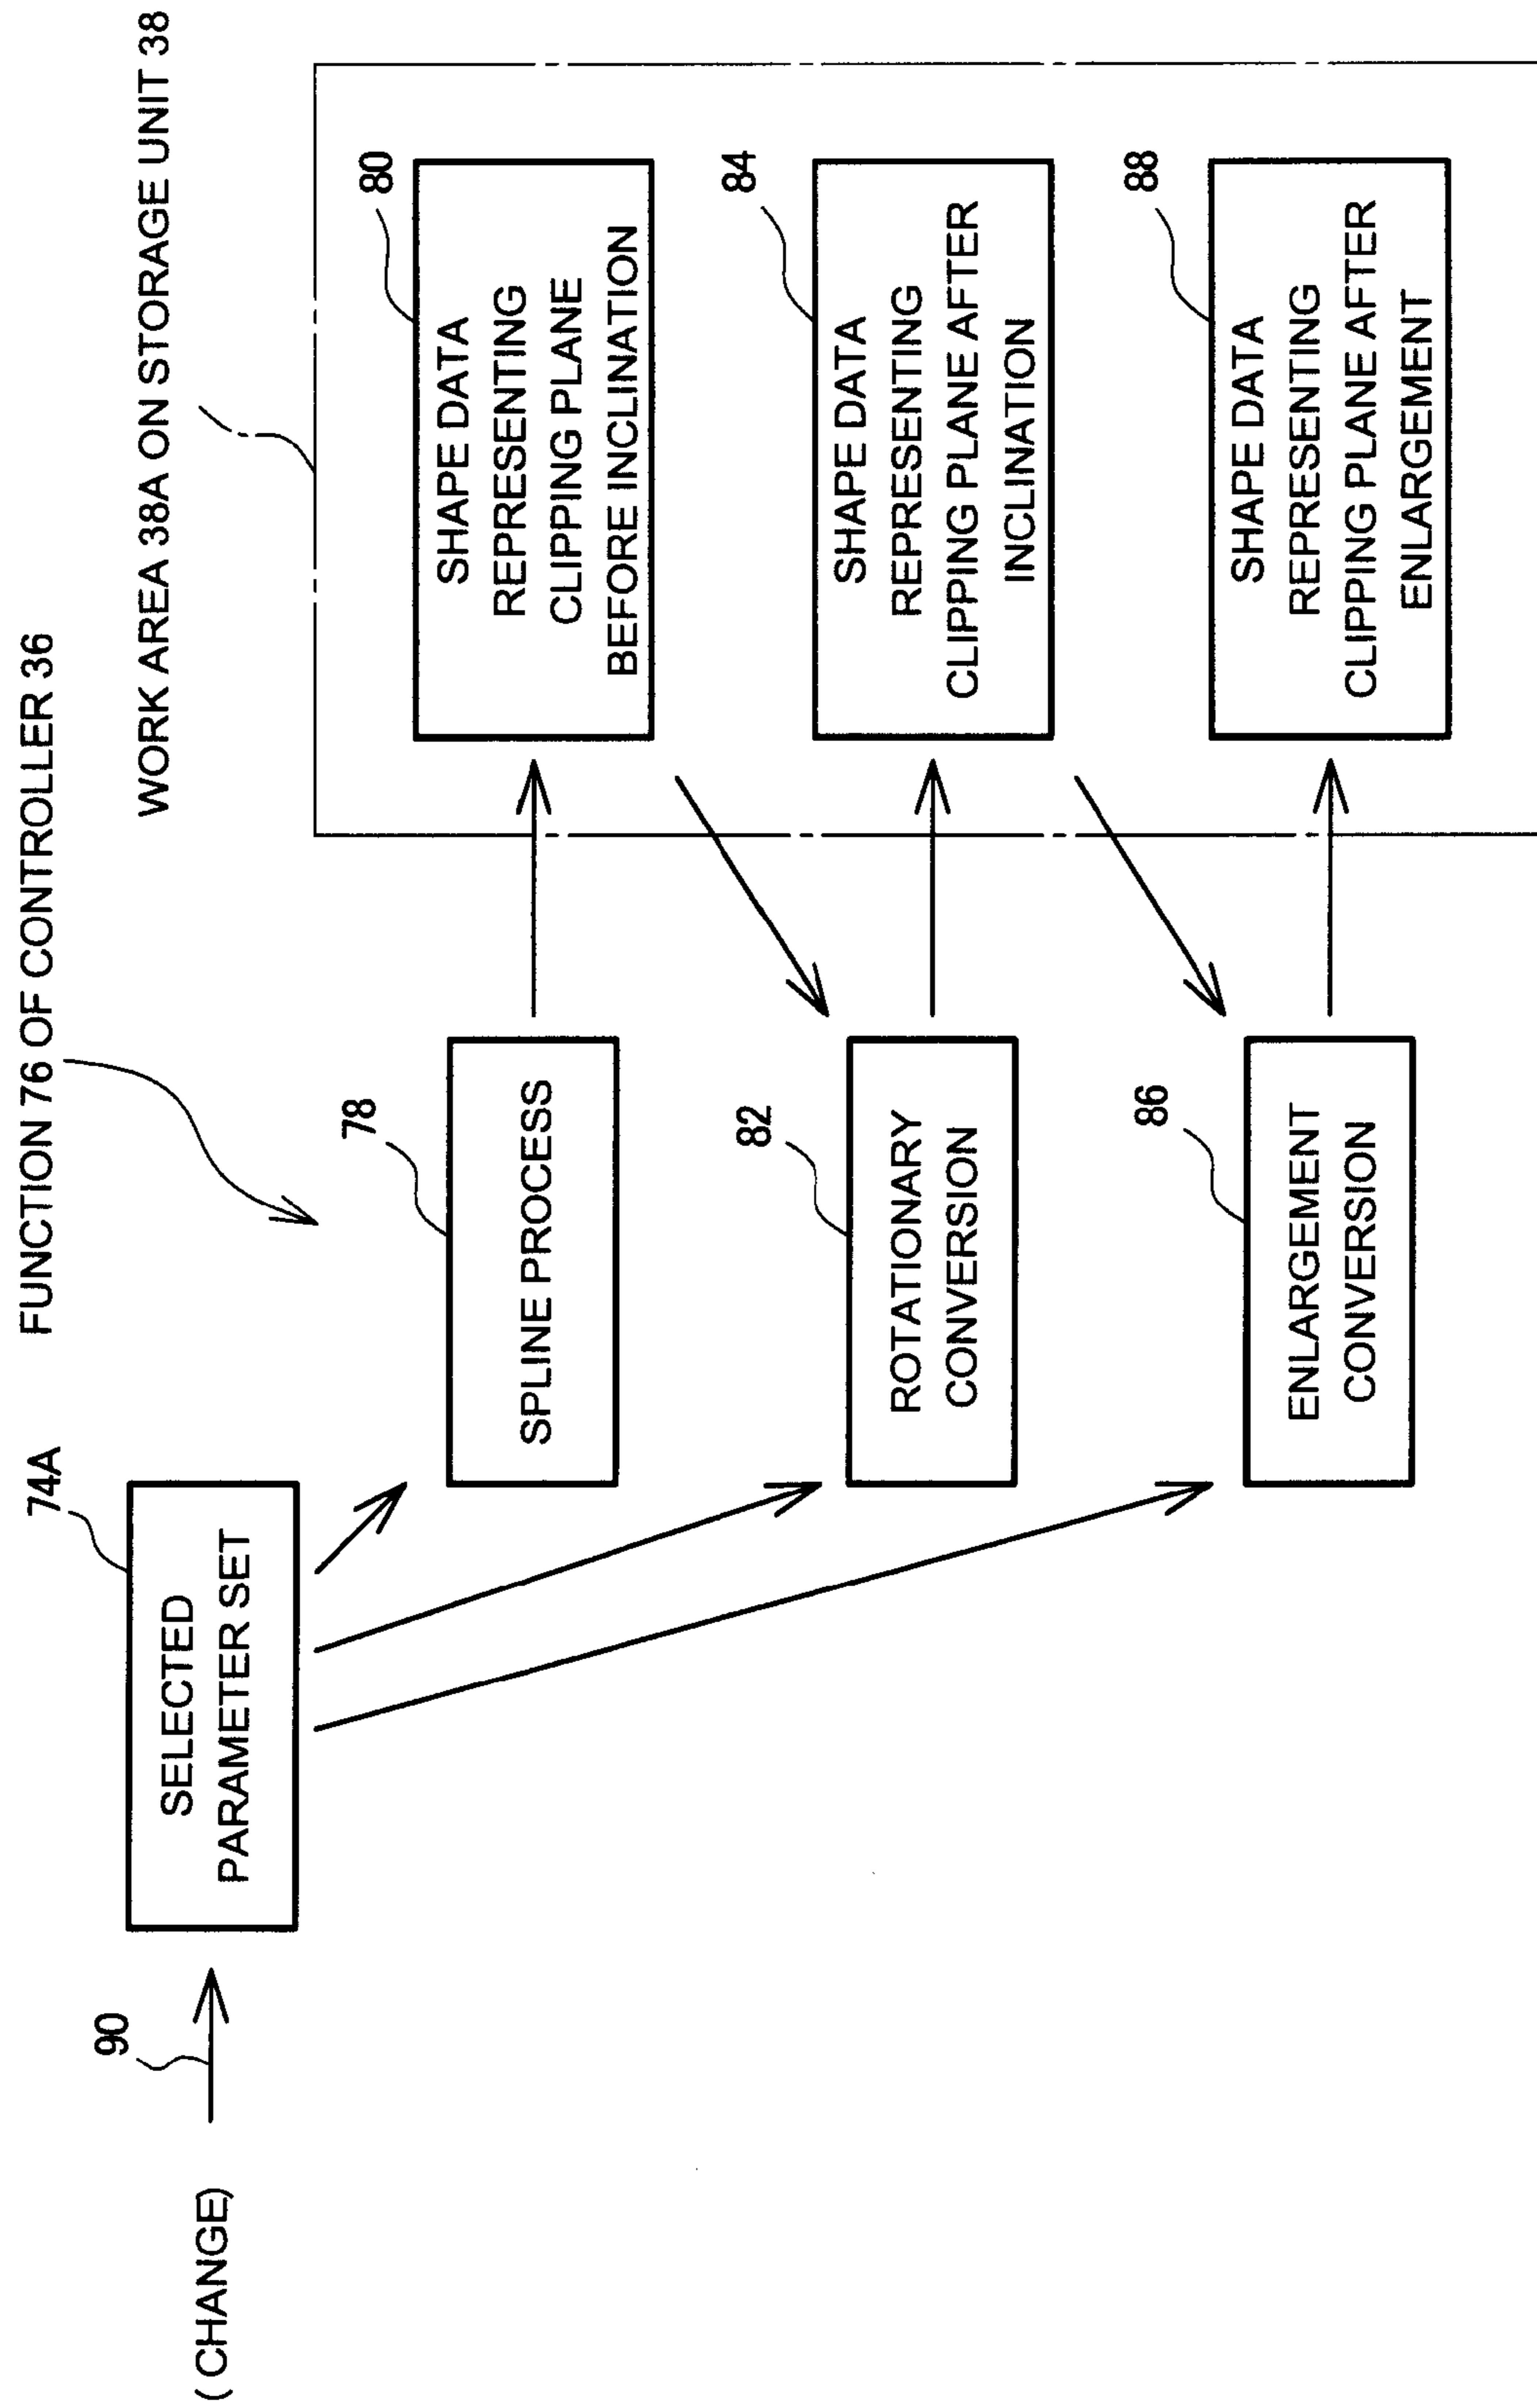 FUNCTION 76 OF CONTROLLER 36
WORK AREA 38A ON STORAGE UNIT 38
(CHANGE)
90
74A
SELECTED
PARAMETER SET
78
SPLINE PROCESS
80
SHAPE DATA
REPRESENTING
CLIPPING PLANE
BEFORE INCLINATION
82
ROTATIONARY
CONVERSION
84
SHAPE DATA
REPRESENTING
CLIPPING PLANE AFTER
INCLINATION
86
ENLARGEMENT
CONVERSION
88
SHAPE DATA
REPRESENTING
CLIPPING PLANE AFTER
ENLARGEMENT